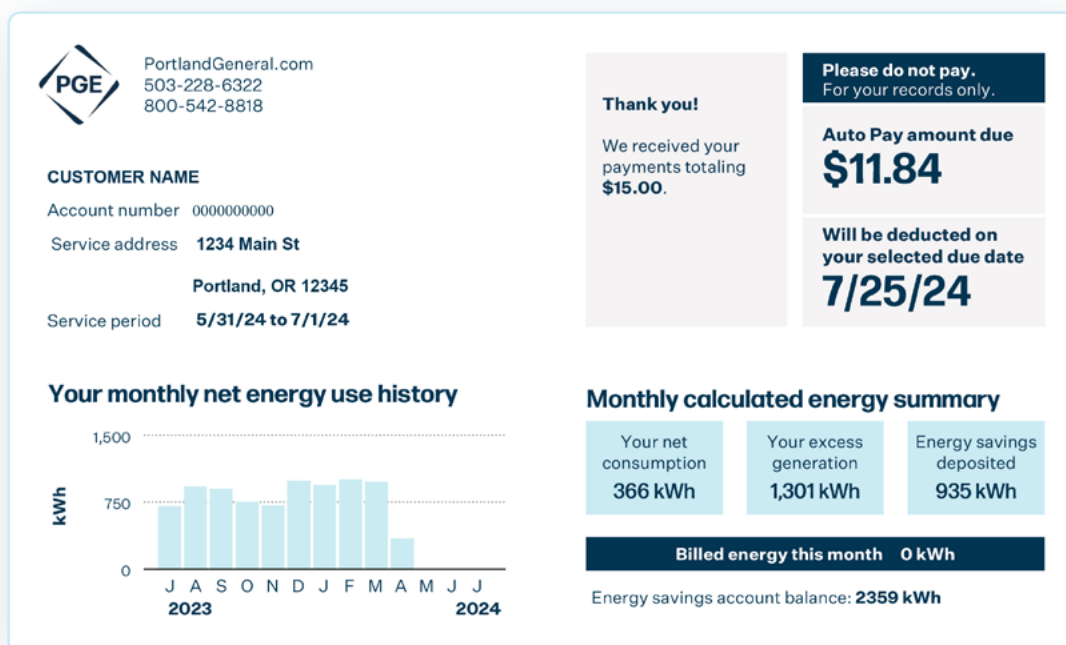 PGE
PortlandGeneral.com
503-228-6322
800-542-8818
CUSTOMER NAME
Account number 0000000000
Service address 1234 Main St
Portland, OR 12345
Service period 5/31/24 to 7/1/24
Thank you!
We received your
payments totaling
$15.00.
Please do not pay.
For your records only.
Auto Pay amount due
$11.84
Will be deducted on
your selected due date
7/25/24
Your monthly net energy use history
1,500
750
0
kWh
J A S O N D J F M A M J J
2023 2024
Monthly calculated energy summary
Your net
consumption
366 kWh
Your excess
generation
1,301 kWh
Energy savings
deposited
935 kWh
Billed energy this month 0 kWh
Energy savings account balance: 2359 kWh